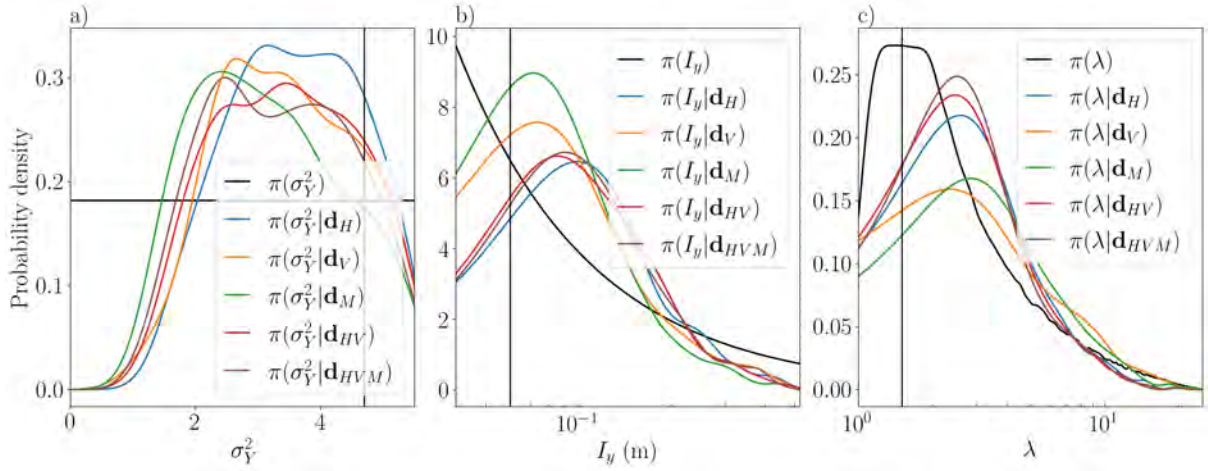 a)
b)
c)
Probability density
0.3
0.2
0.1
0.0
0
2
4
σ²_Y
π(σ²_Y)
π(σ²_Y|d_H)
π(σ²_Y|d_V)
π(σ²_Y|d_M)
π(σ²_Y|d_HV)
π(σ²_Y|d_HVM)
10
8
6
4
2
0
10⁻¹
I_y (m)
π(I_y)
π(I_y|d_H)
π(I_y|d_V)
π(I_y|d_M)
π(I_y|d_HV)
π(I_y|d_HVM)
0.25
0.20
0.15
0.10
0.05
0.00
10⁰
10¹
λ
π(λ)
π(λ|d_H)
π(λ|d_V)
π(λ|d_M)
π(λ|d_HV)
π(λ|d_HVM)